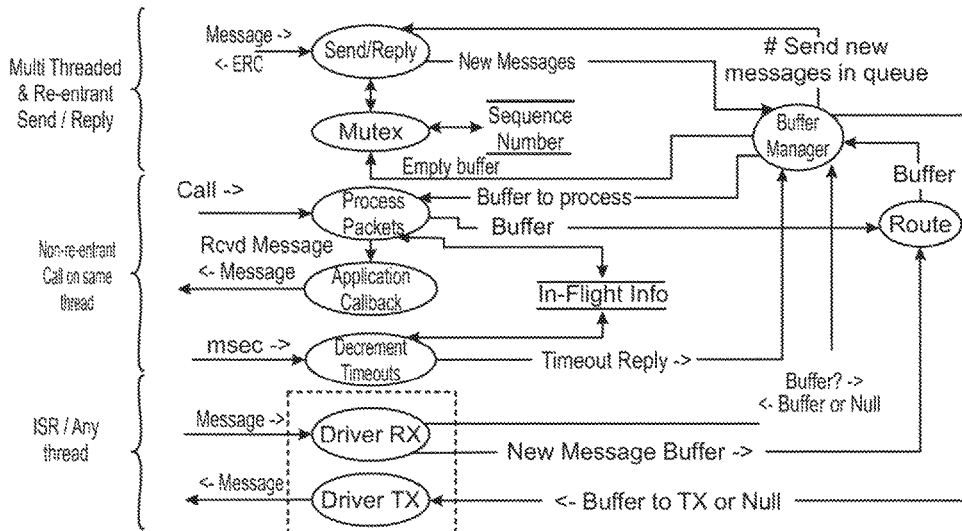 Multi Threaded
& Re-entrant
Send / Reply
Message ->
<- ERC
Send/Reply
New Messages
# Send new
messages in queue
Mutex
Sequence
Number
Buffer
Manager
Empty buffer
Non-re-entrant
Call on same
thread
Call ->
Process
Packets
Buffer to process
Buffer
Buffer
Route
Rcvd Message
<- Message
Application
Callback
In-Flight Info
msec ->
Decrement
Timeouts
Timeout Reply ->
Buffer? ->
<- Buffer or Null
ISR / Any
thread
Message ->
Driver RX
New Message Buffer ->
<- Message
Driver TX
<- Buffer to TX or Null